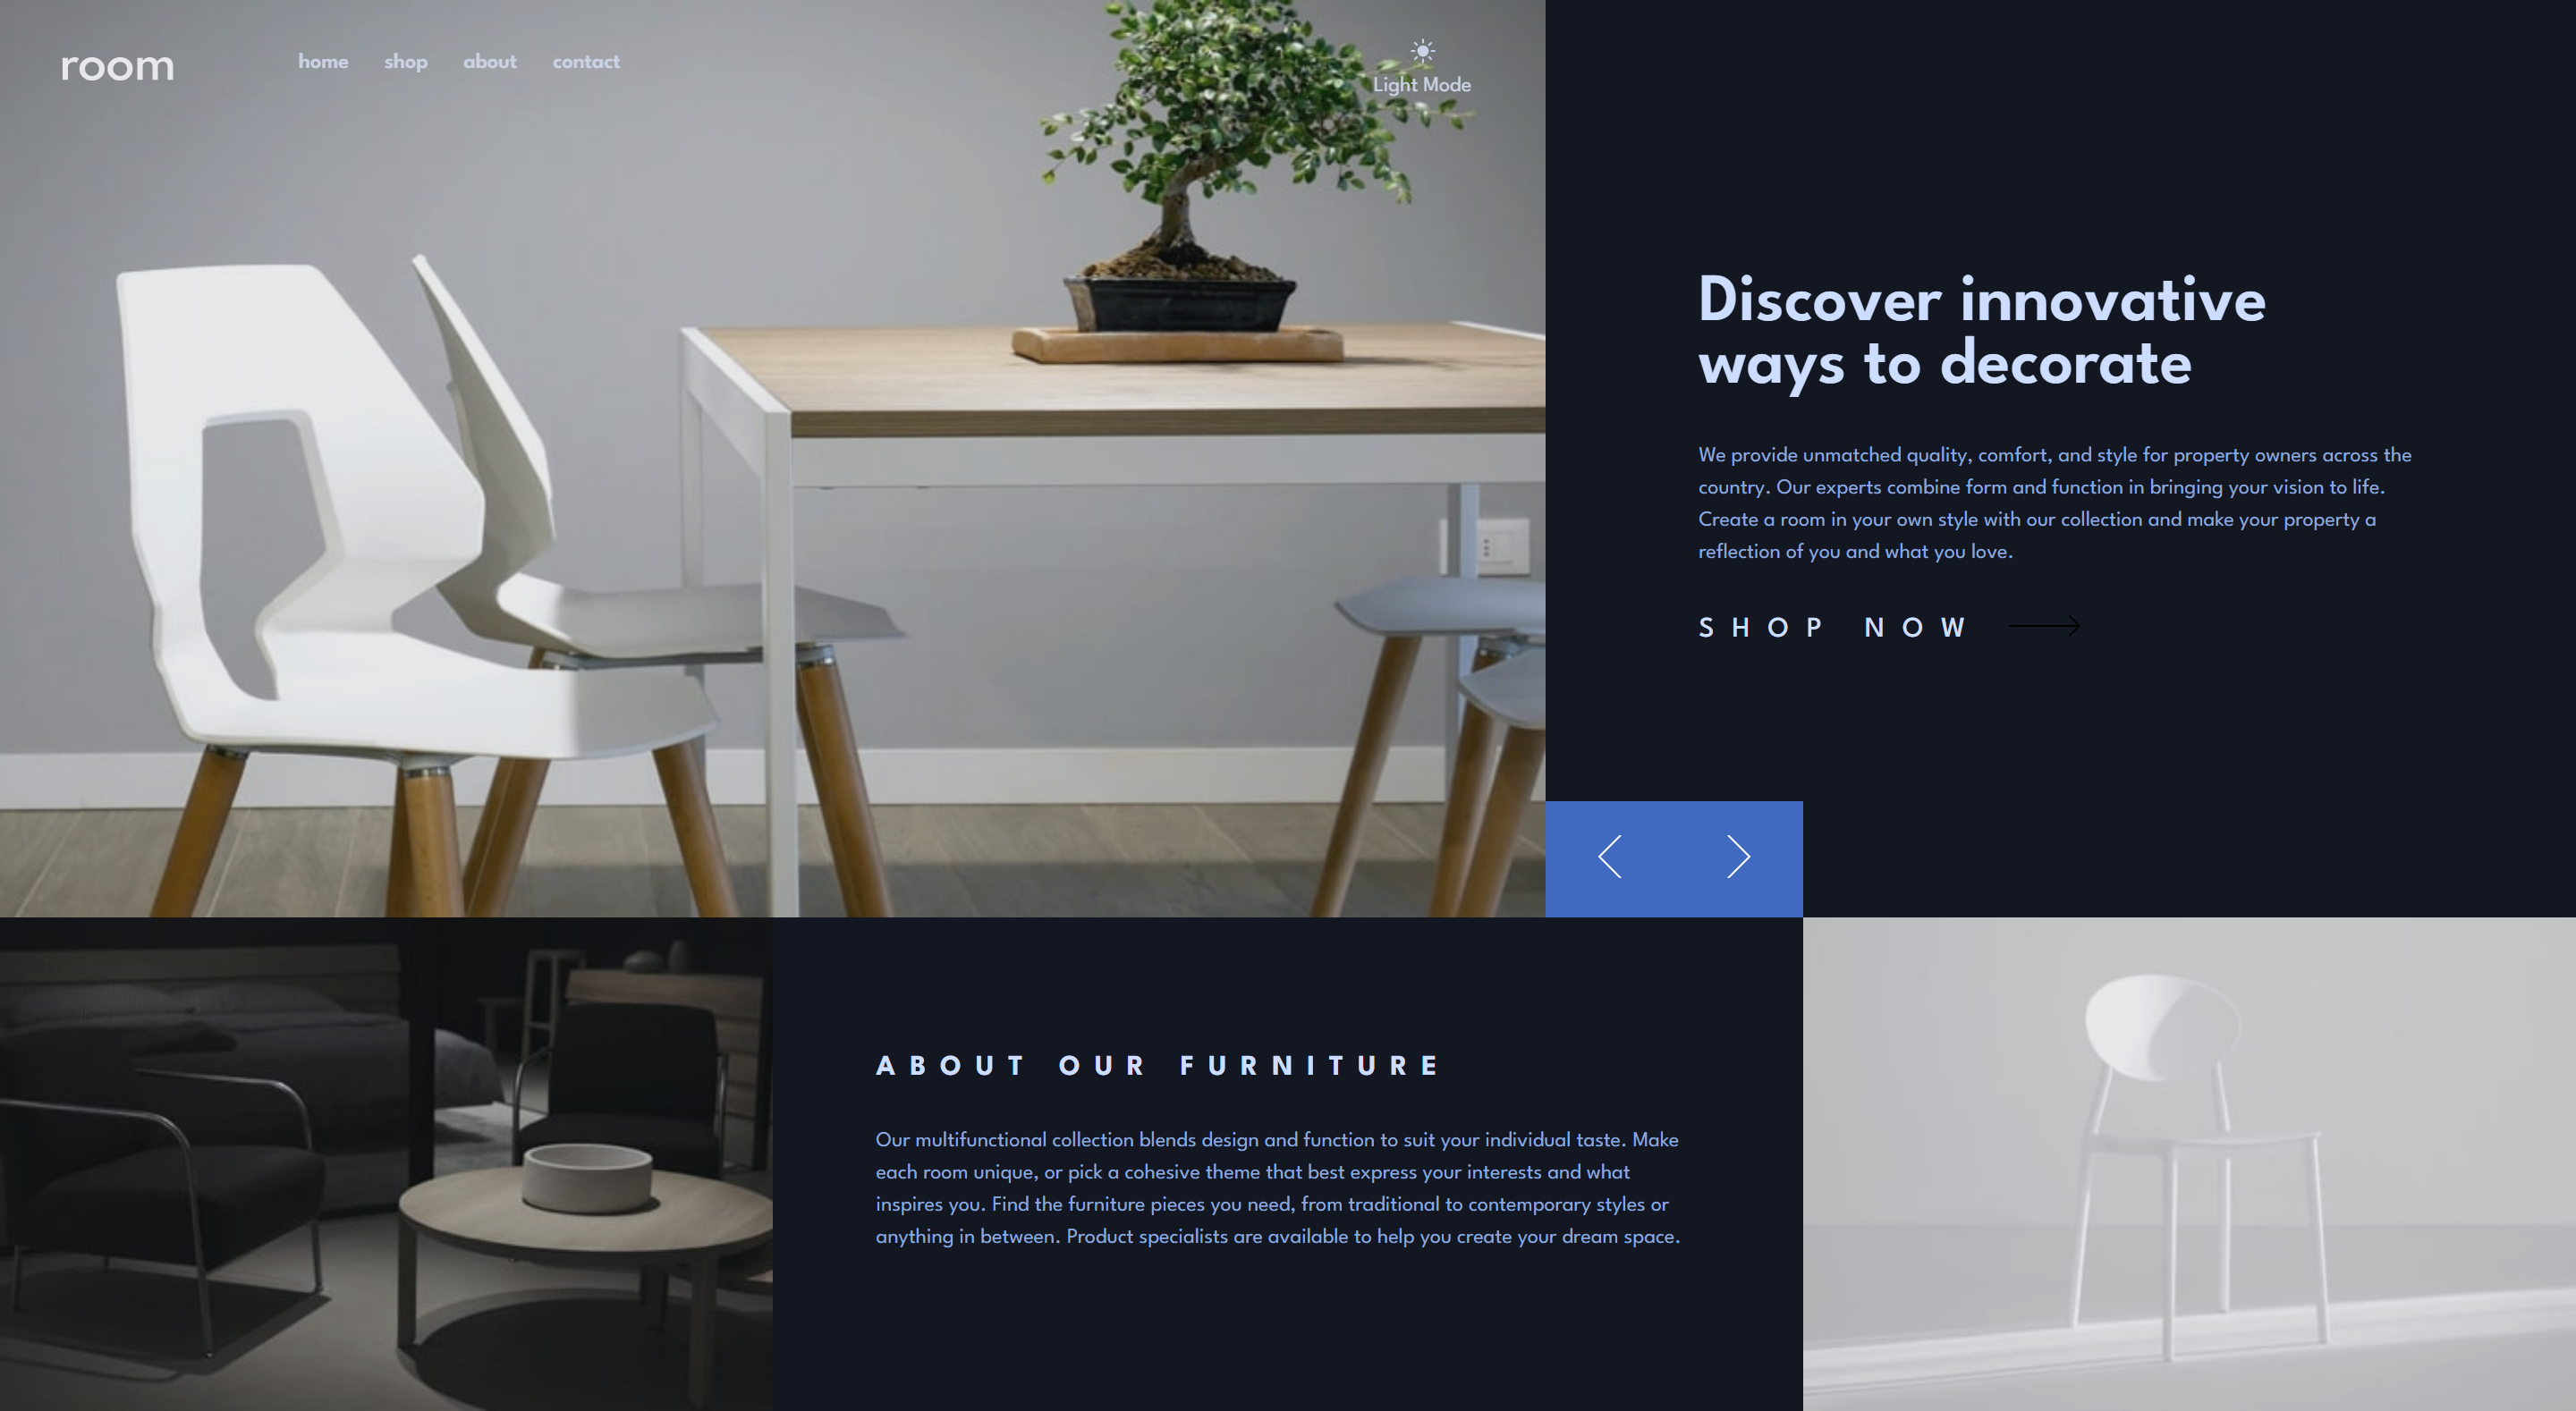 room
home shop about contact
Light Mode
Discover innovative
ways to decorate
We provide unmatched quality, comfort, and style for property owners across the
country. Our experts combine form and function in bringing your vision to life.
Create a room in your own style with our collection and make your property a
reflection of you and what you love.
SHOP NOW
ABOUT OUR FURNITURE
Our multifunctional collection blends design and function to suit your individual taste. Make
each room unique, or pick a cohesive theme that best express your interests and what
inspires you. Find the furniture pieces you need, from traditional to contemporary styles or
anything in between. Product specialists are available to help you create your dream space.